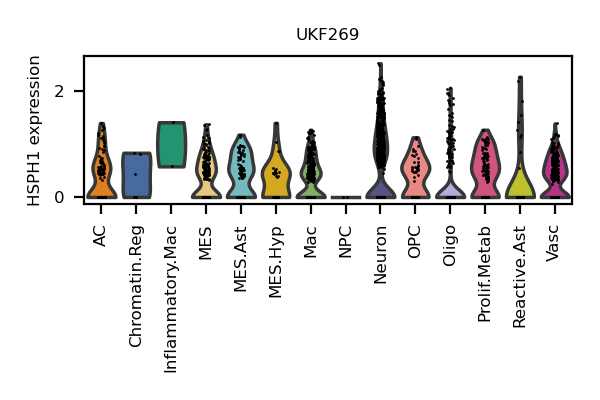 UKF269
HSPH1 expression
2
0
AC
Chromatin.Reg
Inflammatory.Mac
MES
MES.Ast
MES.Hyp
Mac
NPC
Neuron
OPC
Oligo
Prolif.Metab
Reactive.Ast
Vasc